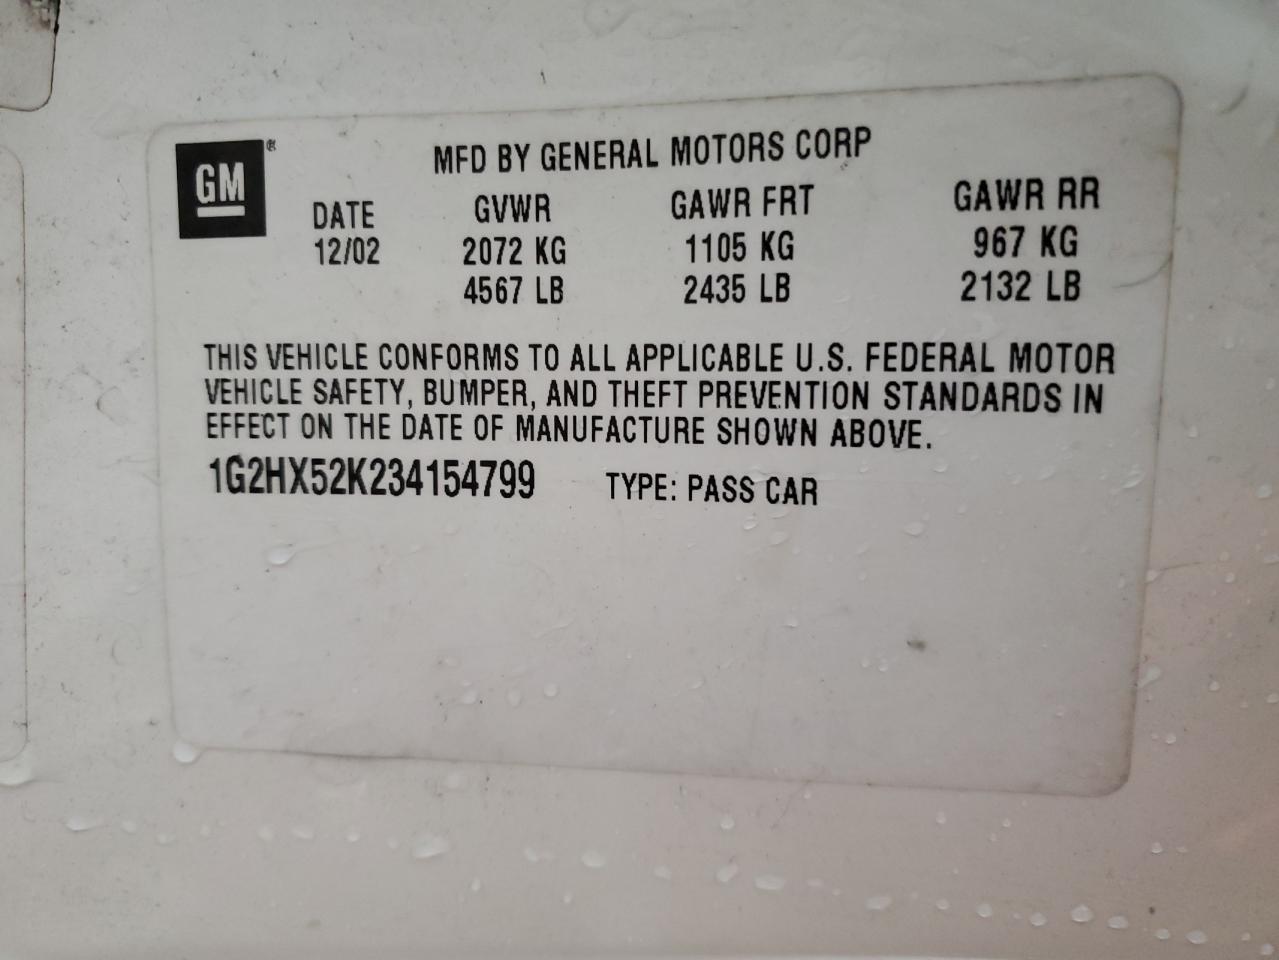 GM®
MFD BY GENERAL MOTORS CORP
DATE GVWR GAWR FRT GAWR RR
12/02 2072 KG 1105 KG 967 KG
4567 LB 2435 LB 2132 LB
THIS VEHICLE CONFORMS TO ALL APPLICABLE U.S. FEDERAL MOTOR
VEHICLE SAFETY, BUMPER, AND THEFT PREVENTION STANDARDS IN
EFFECT ON THE DATE OF MANUFACTURE SHOWN ABOVE.
1G2HX52K234154799 TYPE: PASS CAR